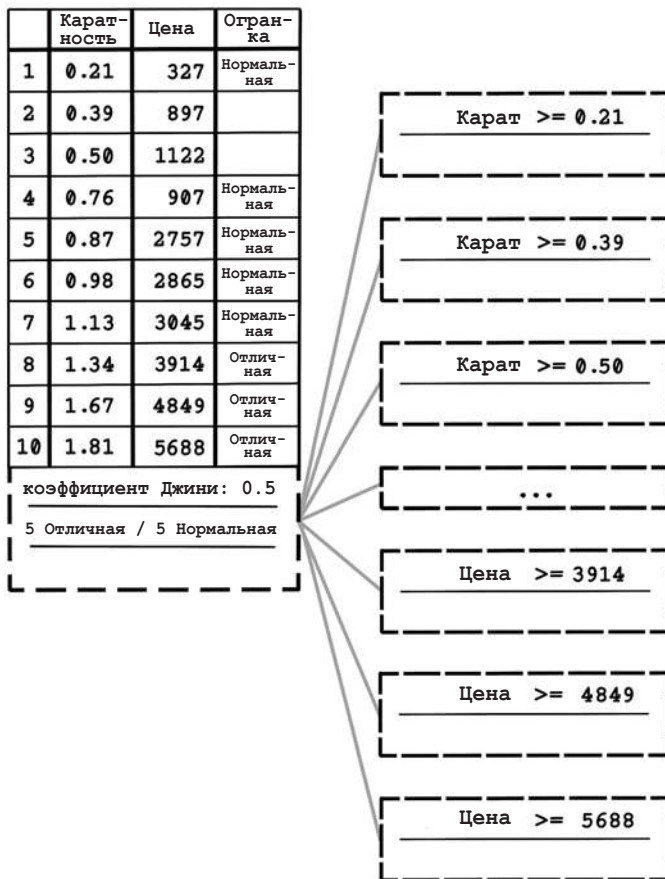 Карат-
ность Цена Огран-
ка
1 0.21 327 Нормаль-
ная
2 0.39 897
3 0.50 1122
4 0.76 907 Нормаль-
ная
5 0.87 2757 Нормаль-
ная
6 0.98 2865 Нормаль-
ная
7 1.13 3045 Нормаль-
ная
8 1.34 3914 Отлич-
ная
9 1.67 4849 Отлич-
ная
10 1.81 5688 Отлич-
ная
коэффициент Джини: 0.5
5 Отличная / 5 Нормальная
Карат >= 0.21
Карат >= 0.39
Карат >= 0.50
...
Цена >= 3914
Цена >= 4849
Цена >= 5688